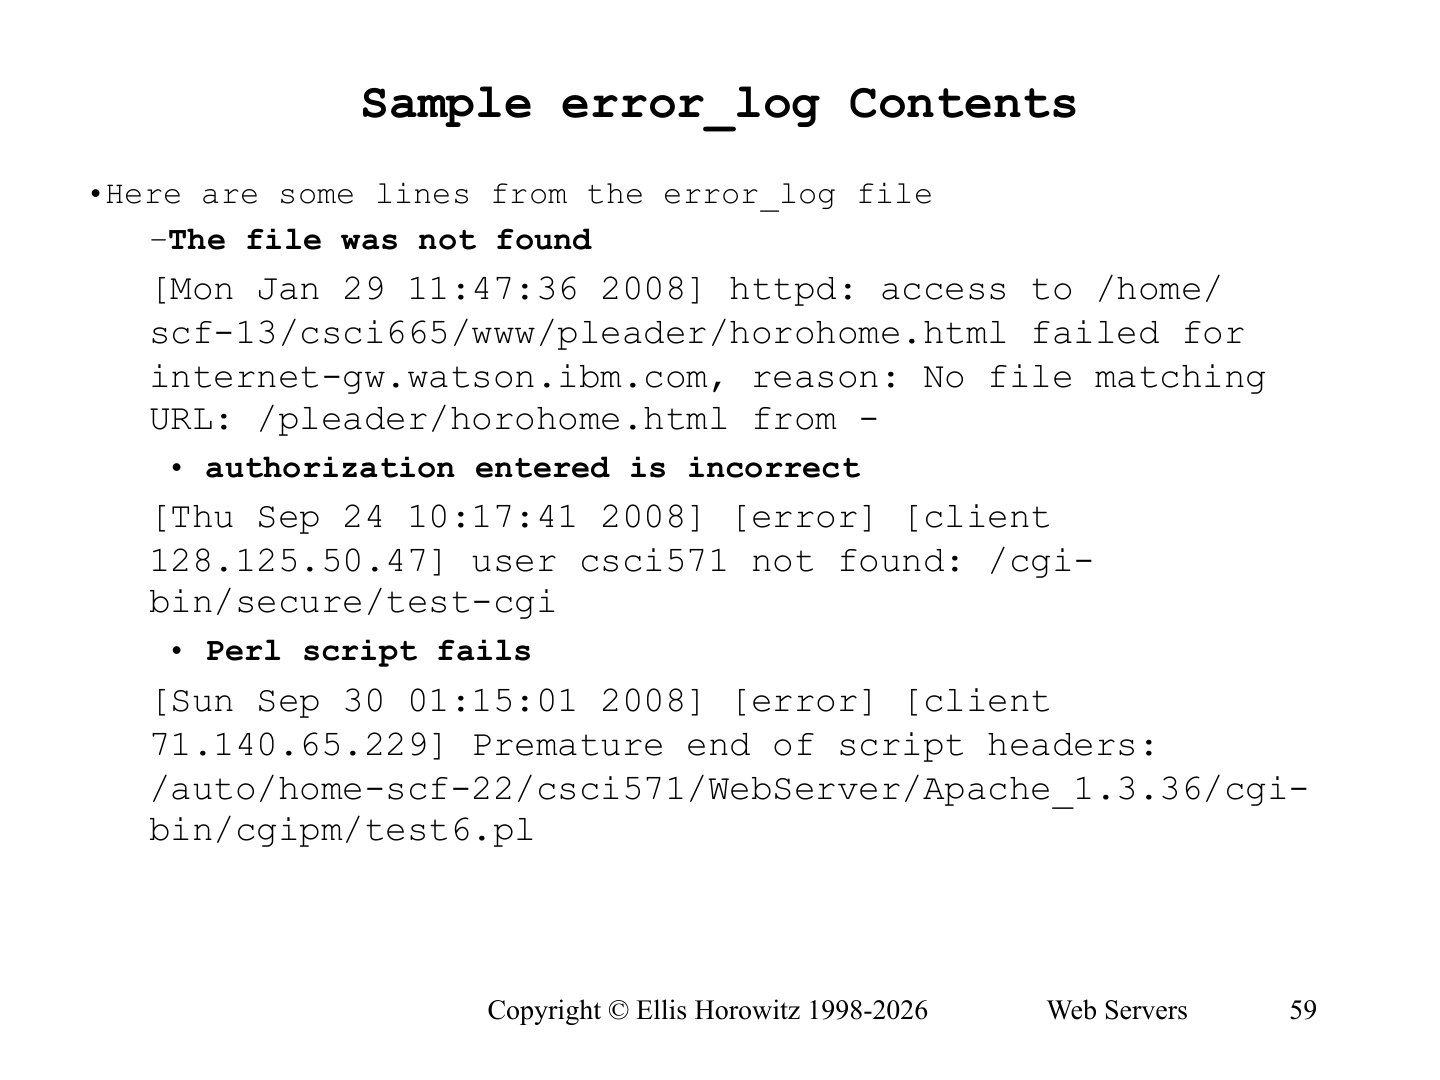 Sample error_log Contents
•Here are some lines from the error_log file
–The file was not found
[Mon Jan 29 11:47:36 2008] httpd: access to /home/
scf-13/csci665/www/pleader/horohome.html failed for
internet-gw.watson.ibm.com, reason: No file matching
URL: /pleader/horohome.html from -
• authorization entered is incorrect
[Thu Sep 24 10:17:41 2008] [error] [client
128.125.50.47] user csci571 not found: /cgi-
bin/secure/test-cgi
• Perl script fails
[Sun Sep 30 01:15:01 2008] [error] [client
71.140.65.229] Premature end of script headers:
/auto/home-scf-22/csci571/WebServer/Apache_1.3.36/cgi-
bin/cgipm/test6.pl
Copyright © Ellis Horowitz 1998-2026 Web Servers 59